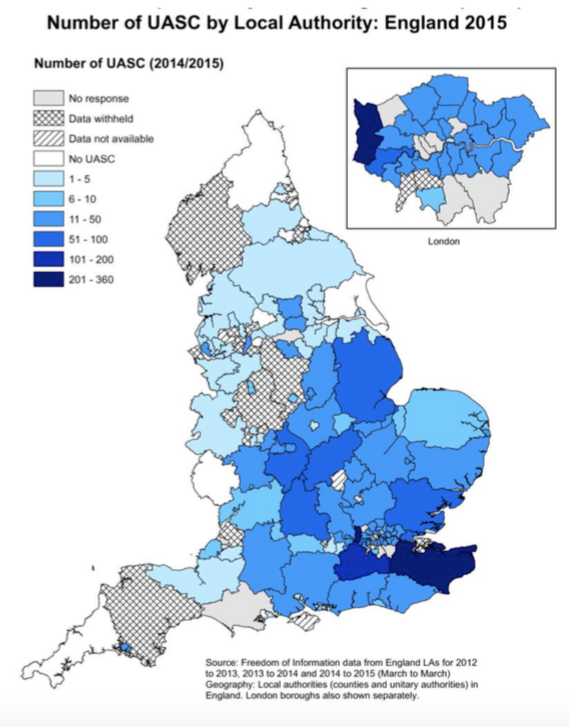 Number of UASC by Local Authority: England 2015
Number of UASC (2014/2015)
No response
Data withheld
Data not available
No UASC
1 - 5
6 - 10
11 - 50
51 - 100
101 - 200
201 - 360
London
Source: Freedom of Information data from England LAs for 2012
to 2013, 2013 to 2014 and 2014 to 2015 (March to March)
Geography: Local authorities (counties and unitary authorities) in
England. London boroughs also shown separately.